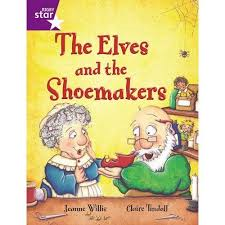 RIGBY
star
The Elves
and the
Shoemakers
Jeanne Willis
Claire Tindall